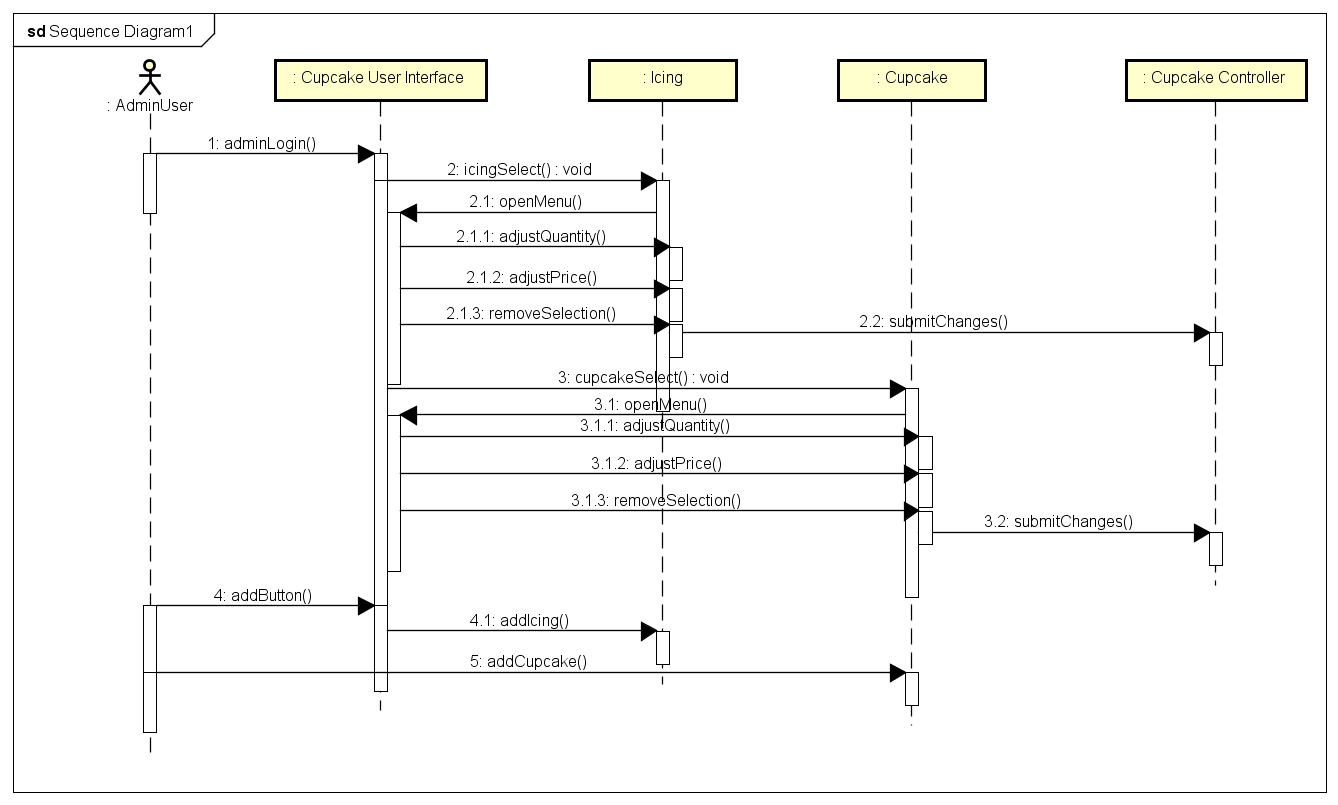 sd Sequence Diagram1
: AdminUser
: Cupcake User Interface
: Icing
: Cupcake
: Cupcake Controller
1: adminLogin()
2: icingSelect() : void
2.1: openMenu()
2.1.1: adjustQuantity()
2.1.2: adjustPrice()
2.1.3: removeSelection()
2.2: submitChanges()
3: cupcakeSelect() : void
3.1: openMenu()
3.1.1: adjustQuantity()
3.1.2: adjustPrice()
3.1.3: removeSelection()
3.2: submitChanges()
4: addButton()
4.1: addIcing()
5: addCupcake()